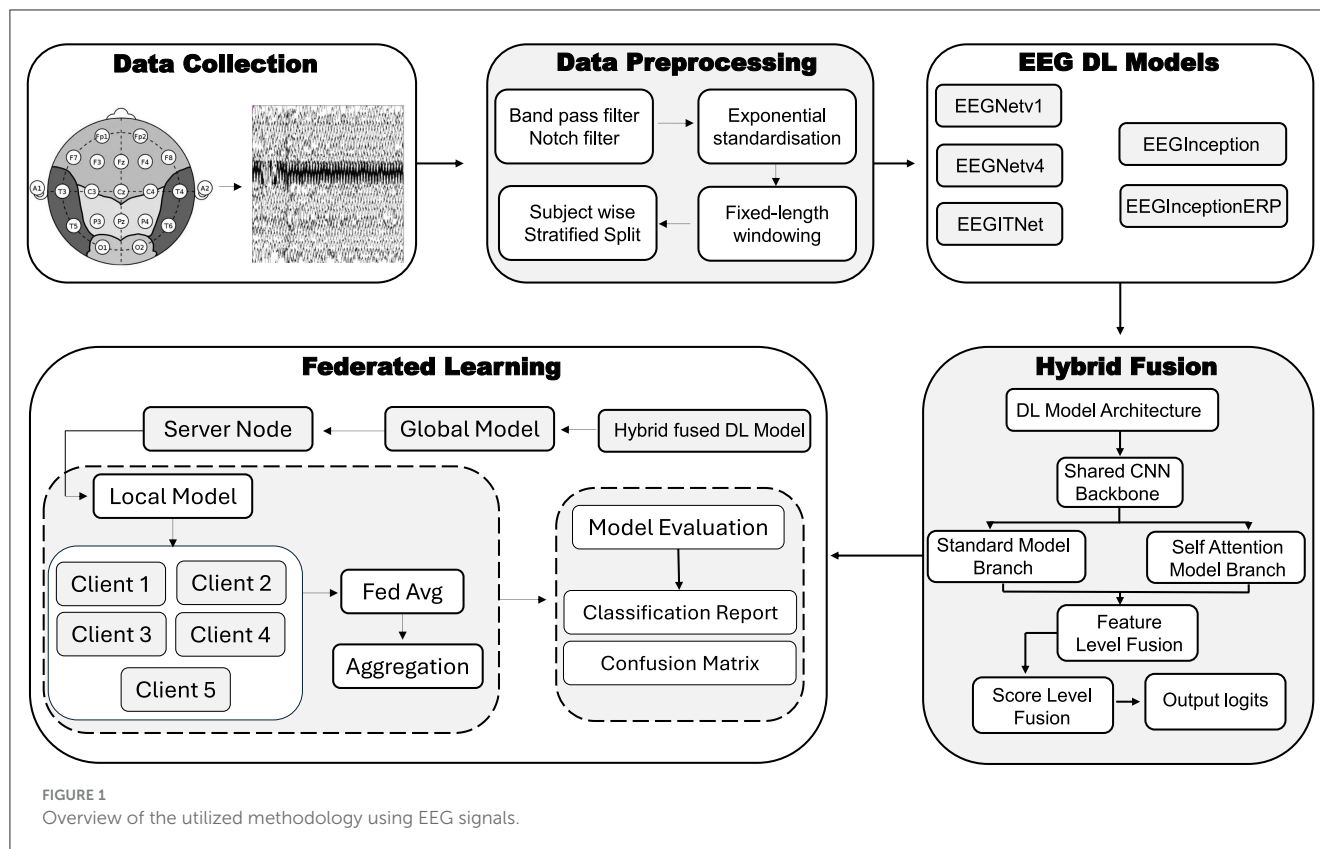 Data Collection
Fp1 Fp2
F7 F3 Fz F4 F8
A1 T3 C3 Cz C4 T4 A2
T5 P3 Pz P4 T6
O1 O2
Data Preprocessing
Band pass filter
Notch filter
Exponential
standardisation
Subject wise
Stratified Split
Fixed-length
windowing
EEG DL Models
EEGNetv1
EEGNetv4
EEGITNet
EEGInception
EEGInceptionERP
Federated Learning
Server Node
Global Model
Hybrid fused DL Model
Local Model
Client 1
Client 2
Client 3
Client 4
Client 5
Fed Avg
Aggregation
Model Evaluation
Classification Report
Confusion Matrix
Hybrid Fusion
DL Model Architecture
Shared CNN
Backbone
Standard Model
Branch
Self Attention
Model Branch
Feature
Level Fusion
Score Level
Fusion
Output logits
FIGURE 1
Overview of the utilized methodology using EEG signals.